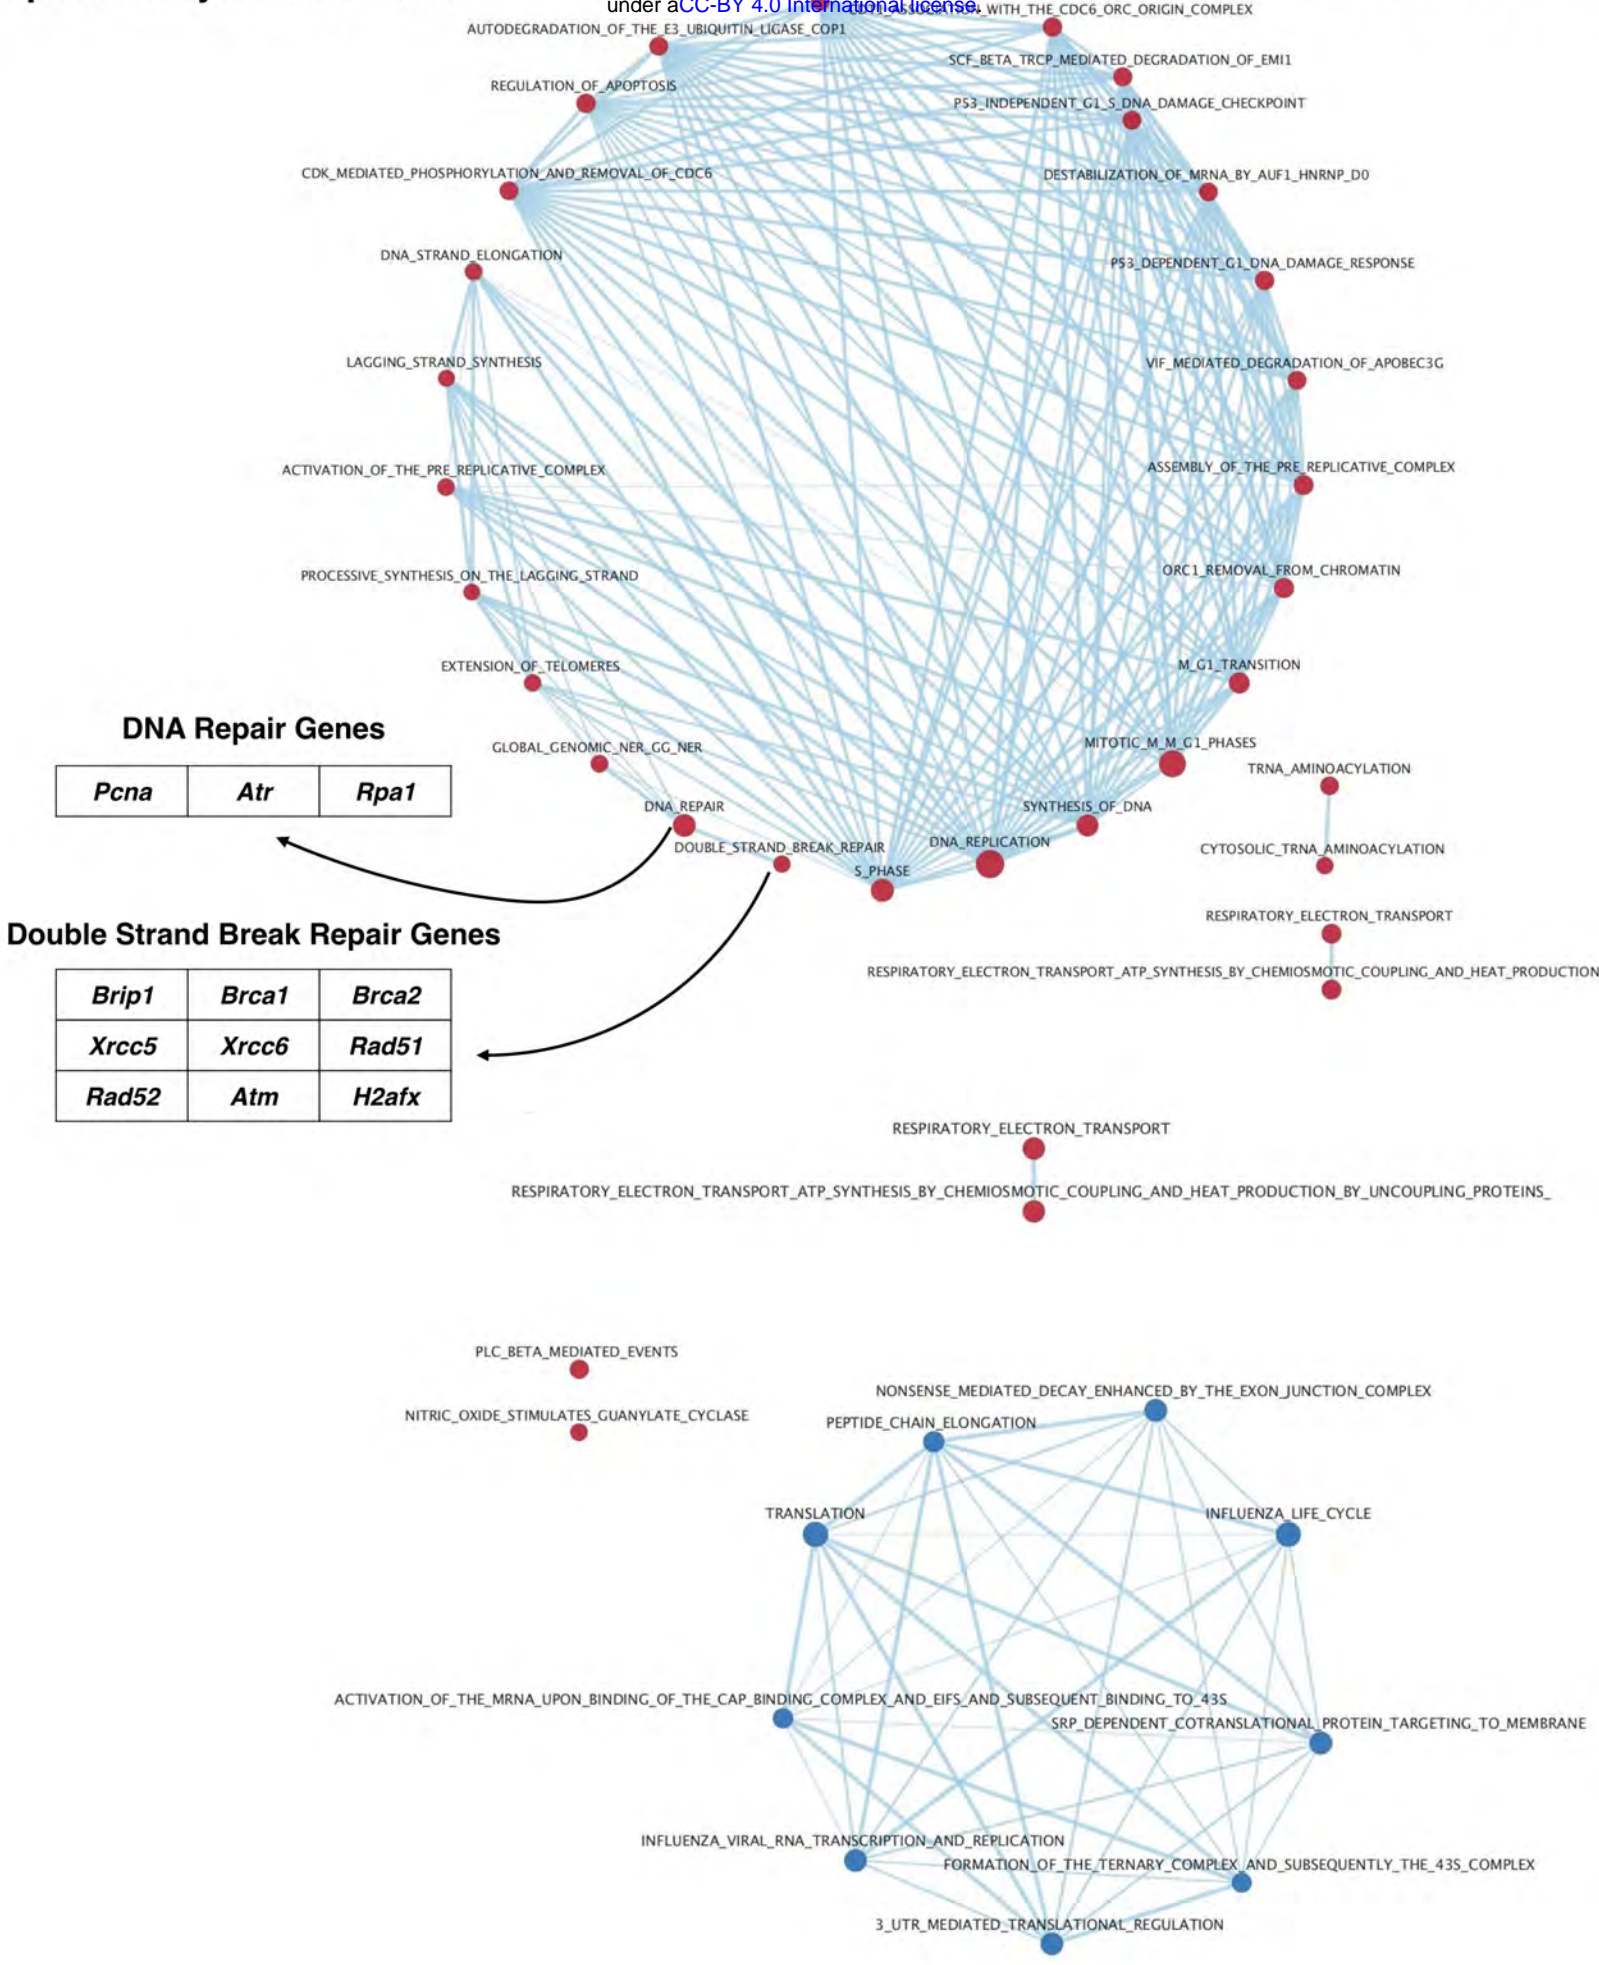 under aCC-BY 4.0 International license.
ASSOCIATION_WITH_THE_CDC6_ORC_ORIGIN_COMPLEX
AUTODEGRADATION_OF_THE_E3_UBIQUITIN_LIGASE_COP1
SCF_BETA_TRCP_MEDIATED_DEGRADATION_OF_EMI1
REGULATION_OF_APOPTOSIS
P53_INDEPENDENT_G1_S_DNA_DAMAGE_CHECKPOINT
CDK_MEDIATED_PHOSPHORYLATION_AND_REMOVAL_OF_CDC6
DESTABILIZATION_OF_MRNA_BY_AUF1_HNRNP_D0
DNA_STRAND_ELONGATION
P53_DEPENDENT_G1_DNA_DAMAGE_RESPONSE
LAGGING_STRAND_SYNTHESIS
VIF_MEDIATED_DEGRADATION_OF_APOBEC3G
ACTIVATION_OF_THE_PRE_REPLICATIVE_COMPLEX
ASSEMBLY_OF_THE_PRE_REPLICATIVE_COMPLEX
PROCESSIVE_SYNTHESIS_ON_THE_LAGGING_STRAND
ORC1_REMOVAL_FROM_CHROMATIN
EXTENSION_OF_TELOMERES
M_G1_TRANSITION
GLOBAL_GENOMIC_NER_GG_NER
MITOTIC_M_M_G1_PHASES
DNA_REPAIR
SYNTHESIS_OF_DNA
DOUBLE_STRAND_BREAK_REPAIR
DNA_REPLICATION
S_PHASE
TRNA_AMINOACYLATION
CYTOSOLIC_TRNA_AMINOACYLATION
RESPIRATORY_ELECTRON_TRANSPORT
RESPIRATORY_ELECTRON_TRANSPORT_ATP_SYNTHESIS_BY_CHEMIOSMOTIC_COUPLING_AND_HEAT_PRODUCTION
DNA Repair Genes
Pcna Atr Rpa1
Double Strand Break Repair Genes
Brip1 Brca1 Brca2
Xrcc5 Xrcc6 Rad51
Rad52 Atm H2afx
RESPIRATORY_ELECTRON_TRANSPORT
RESPIRATORY_ELECTRON_TRANSPORT_ATP_SYNTHESIS_BY_CHEMIOSMOTIC_COUPLING_AND_HEAT_PRODUCTION_BY_UNCOUPLING_PROTEINS_
PLC_BETA_MEDIATED_EVENTS
NITRIC_OXIDE_STIMULATES_GUANYLATE_CYCLASE
NONSENSE_MEDIATED_DECAY_ENHANCED_BY_THE_EXON_JUNCTION_COMPLEX
PEPTIDE_CHAIN_ELONGATION
TRANSLATION
INFLUENZA_LIFE_CYCLE
ACTIVATION_OF_THE_MRNA_UPON_BINDING_OF_THE_CAP_BINDING_COMPLEX_AND_EIFS_AND_SUBSEQUENT_BINDING_TO_43S
SRP_DEPENDENT_COTRANSLATIONAL_PROTEIN_TARGETING_TO_MEMBRANE
INFLUENZA_VIRAL_RNA_TRANSCRIPTION_AND_REPLICATION
FORMATION_OF_THE_TERNARY_COMPLEX_AND_SUBSEQUENTLY_THE_43S_COMPLEX
3_UTR_MEDIATED_TRANSLATIONAL_REGULATION